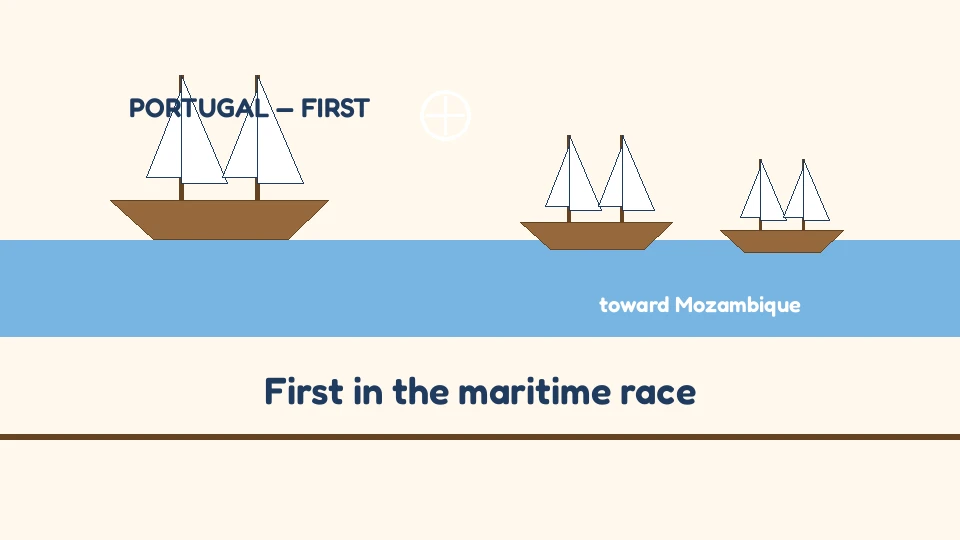 PORTUGAL – FIRST
toward Mozambique
First in the maritime race